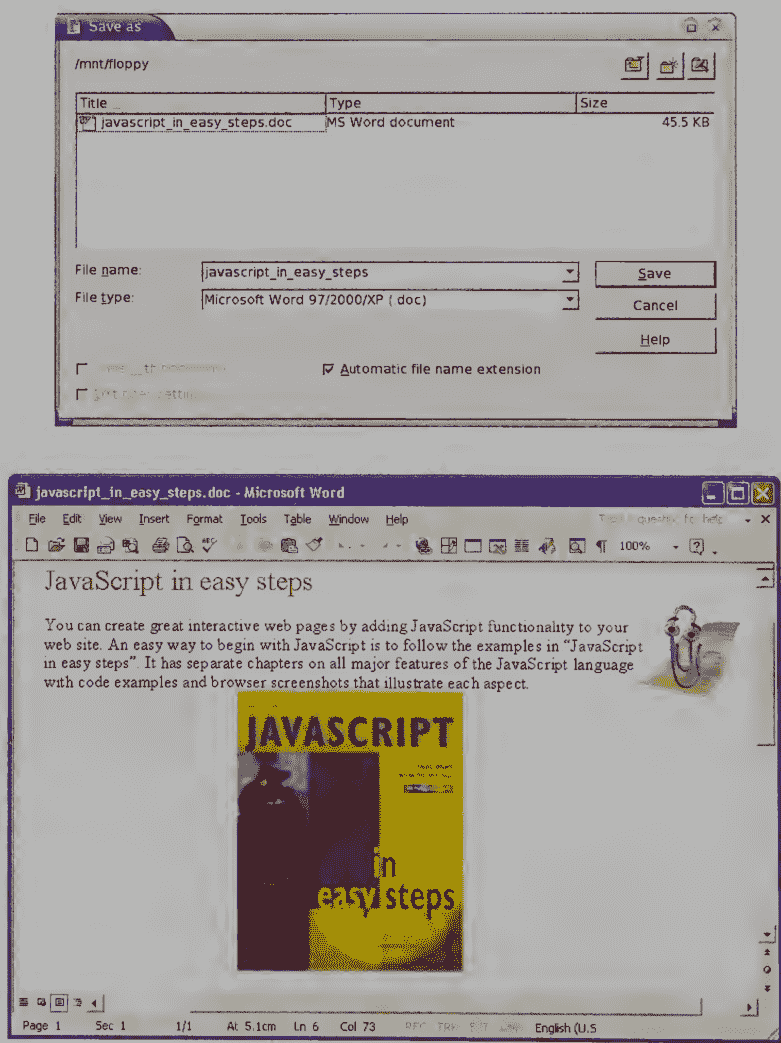 Save as
/mnt/floppy
Title Type Size
javascript_in_easy_steps.doc MS Word document 45.5 KB
File name: javascript_in_easy_steps Save
File type: Microsoft Word 97/2000/XP ( doc) Cancel
Help
Automatic file name extension
javascript_in_easy_steps.doc - Microsoft Word
File Edit View Insert Format Tools Table Window Help
100%
JavaScript in easy steps
You can create great interactive web pages by adding JavaScript functionality to your
web site. An easy way to begin with JavaScript is to follow the examples in “JavaScript
in easy steps”. It has separate chapters on all major features of the JavaScript language
with code examples and browser screenshots that illustrate each aspect.
JAVASCRIPT
in
easy steps
Page 1 Sec 1 1/1 At 5.1cm Ln 6 Col 73 English (U.S